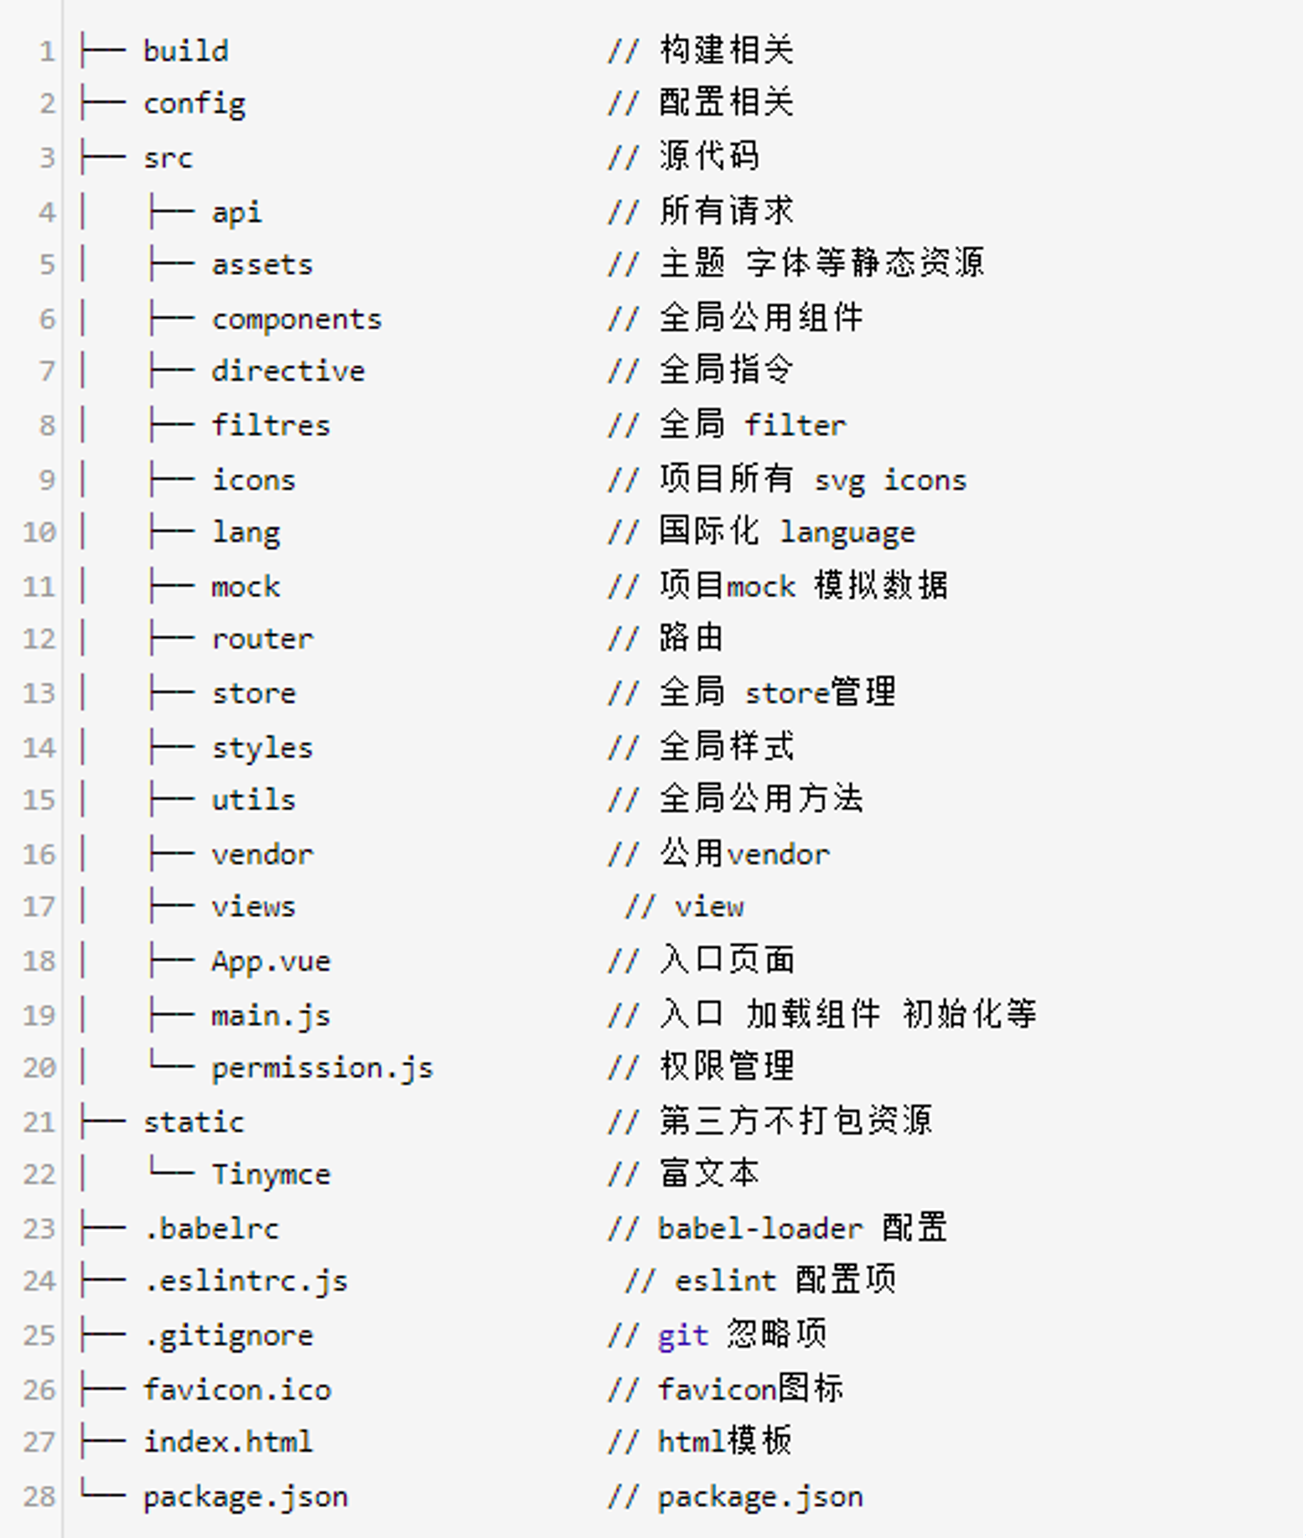 1 ├── build                      // 构建相关
2 ├── config                     // 配置相关
3 ├── src                        // 源代码
4 │   ├── api                    // 所有请求
5 │   ├── assets                 // 主题 字体等静态资源
6 │   ├── components             // 全局公用组件
7 │   ├── directive              // 全局指令
8 │   ├── filtres                // 全局 filter
9 │   ├── icons                  // 项目所有 svg icons
10 │   ├── lang                   // 国际化 language
11 │   ├── mock                   // 项目mock 模拟数据
12 │   ├── router                 // 路由
13 │   ├── store                  // 全局 store管理
14 │   ├── styles                 // 全局样式
15 │   ├── utils                  // 全局公用方法
16 │   ├── vendor                 // 公用vendor
17 │   ├── views                   // view
18 │   ├── App.vue                // 入口页面
19 │   ├── main.js                // 入口 加载组件 初始化等
20 │   └── permission.js          // 权限管理
21 ├── static                     // 第三方不打包资源
22 │   └── Tinymce                // 富文本
23 ├── .babelrc                   // babel-loader 配置
24 ├── .eslintrc.js                // eslint 配置项
25 ├── .gitignore                 // git 忽略项
26 ├── favicon.ico                // favicon图标
27 ├── index.html                 // html模板
28 └── package.json               // package.json